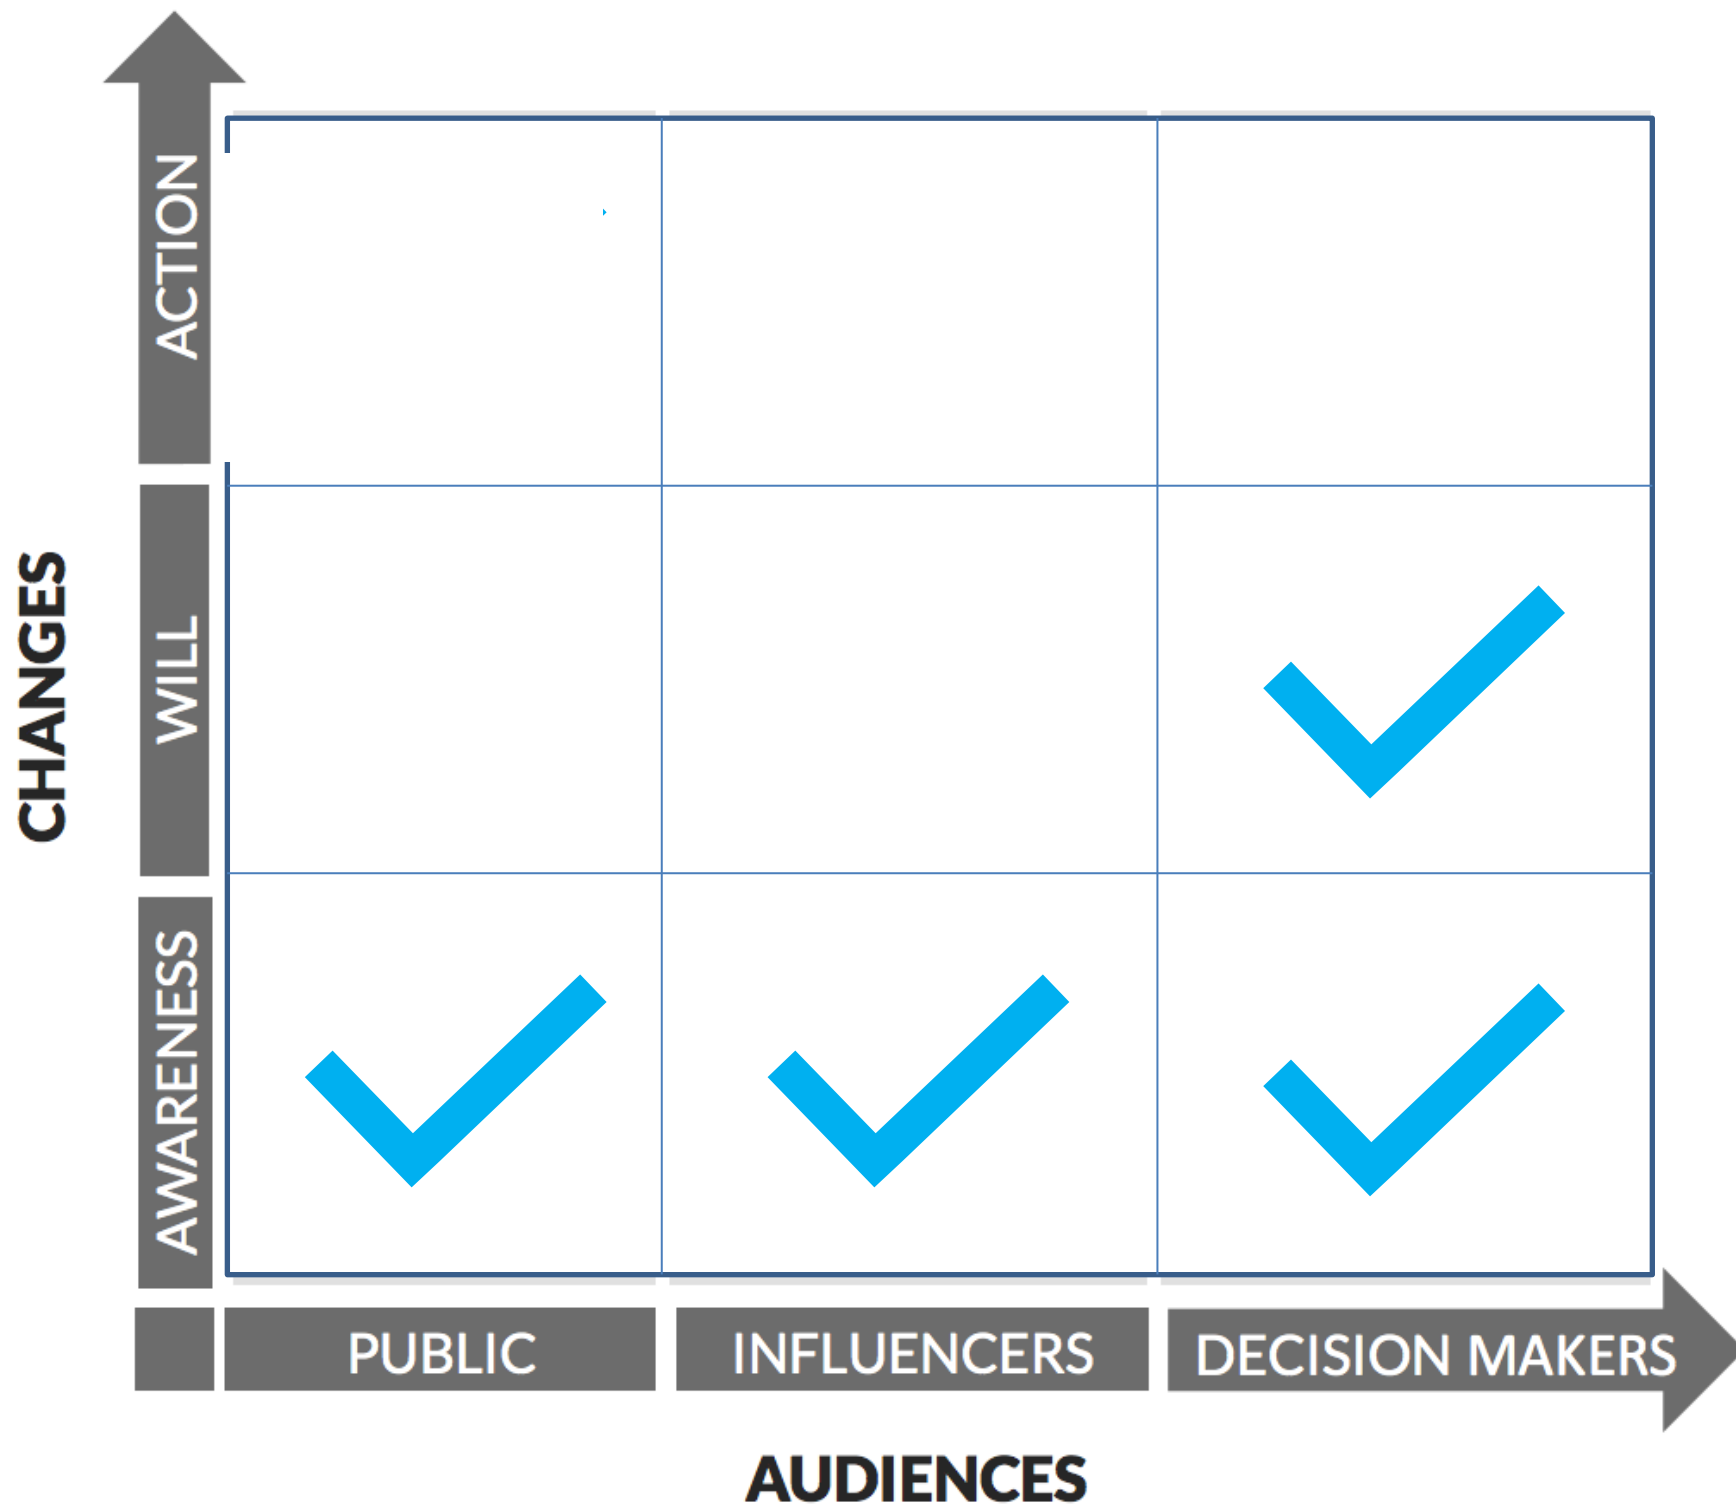 ACTION
WILL
AWARENESS
CHANGES
PUBLIC
INFLUENCERS
DECISION MAKERS
AUDIENCES